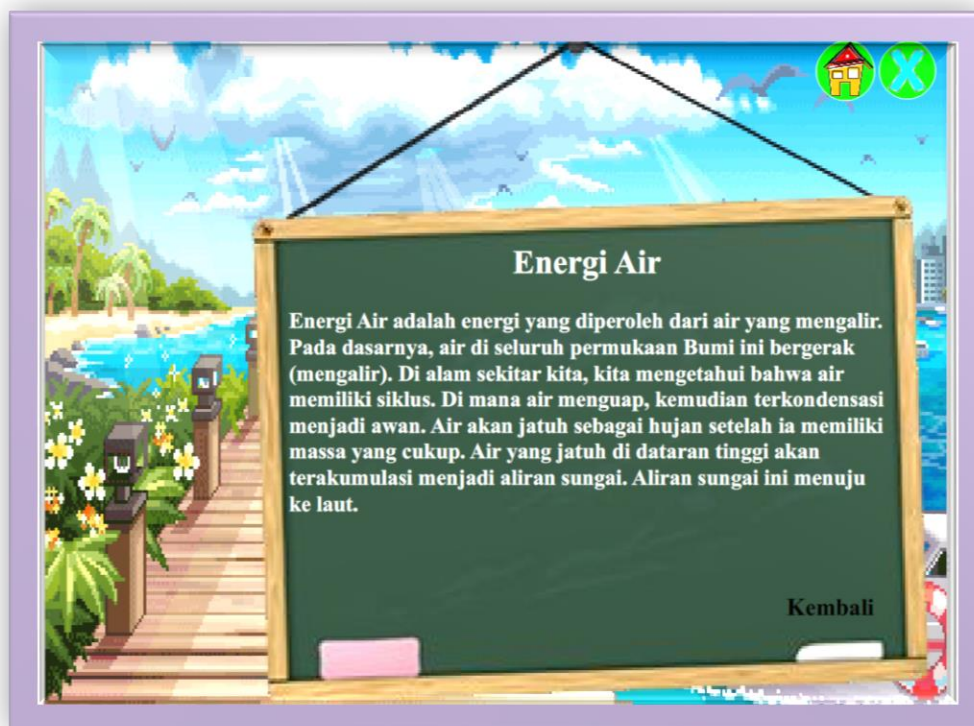 Energi Air
Energi Air adalah energi yang diperoleh dari air yang mengalir.
Pada dasarnya, air di seluruh permukaan Bumi ini bergerak
(mengalir). Di alam sekitar kita, kita mengetahui bahwa air
memiliki siklus. Di mana air menguap, kemudian terkondensasi
menjadi awan. Air akan jatuh sebagai hujan setelah ia memiliki
massa yang cukup. Air yang jatuh di dataran tinggi akan
terakumulasi menjadi aliran sungai. Aliran sungai ini menuju
ke laut.
Kembali